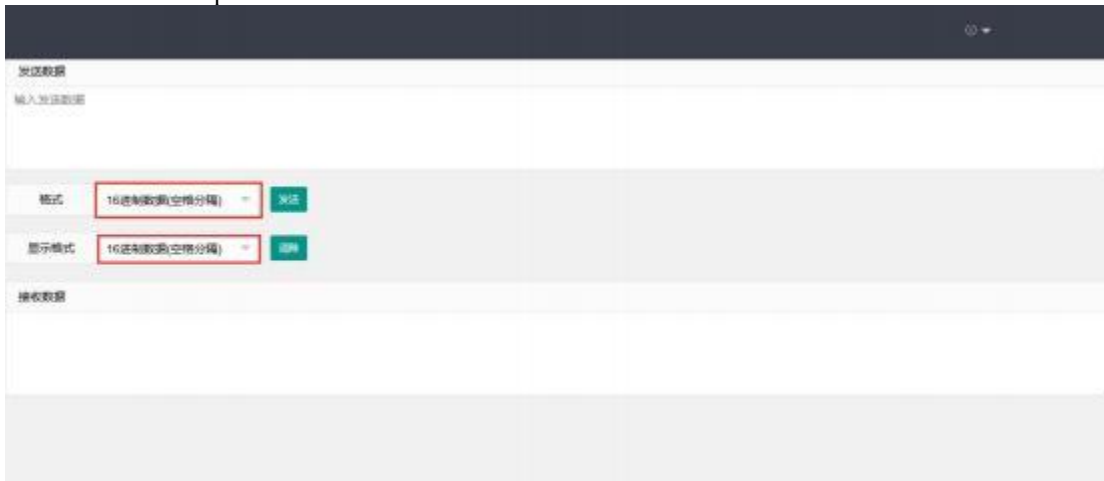 发送数据
输入发送数据
格式 16进制数据(空格分隔) 发送
显示格式 16进制数据(空格分隔) 清除
接收数据